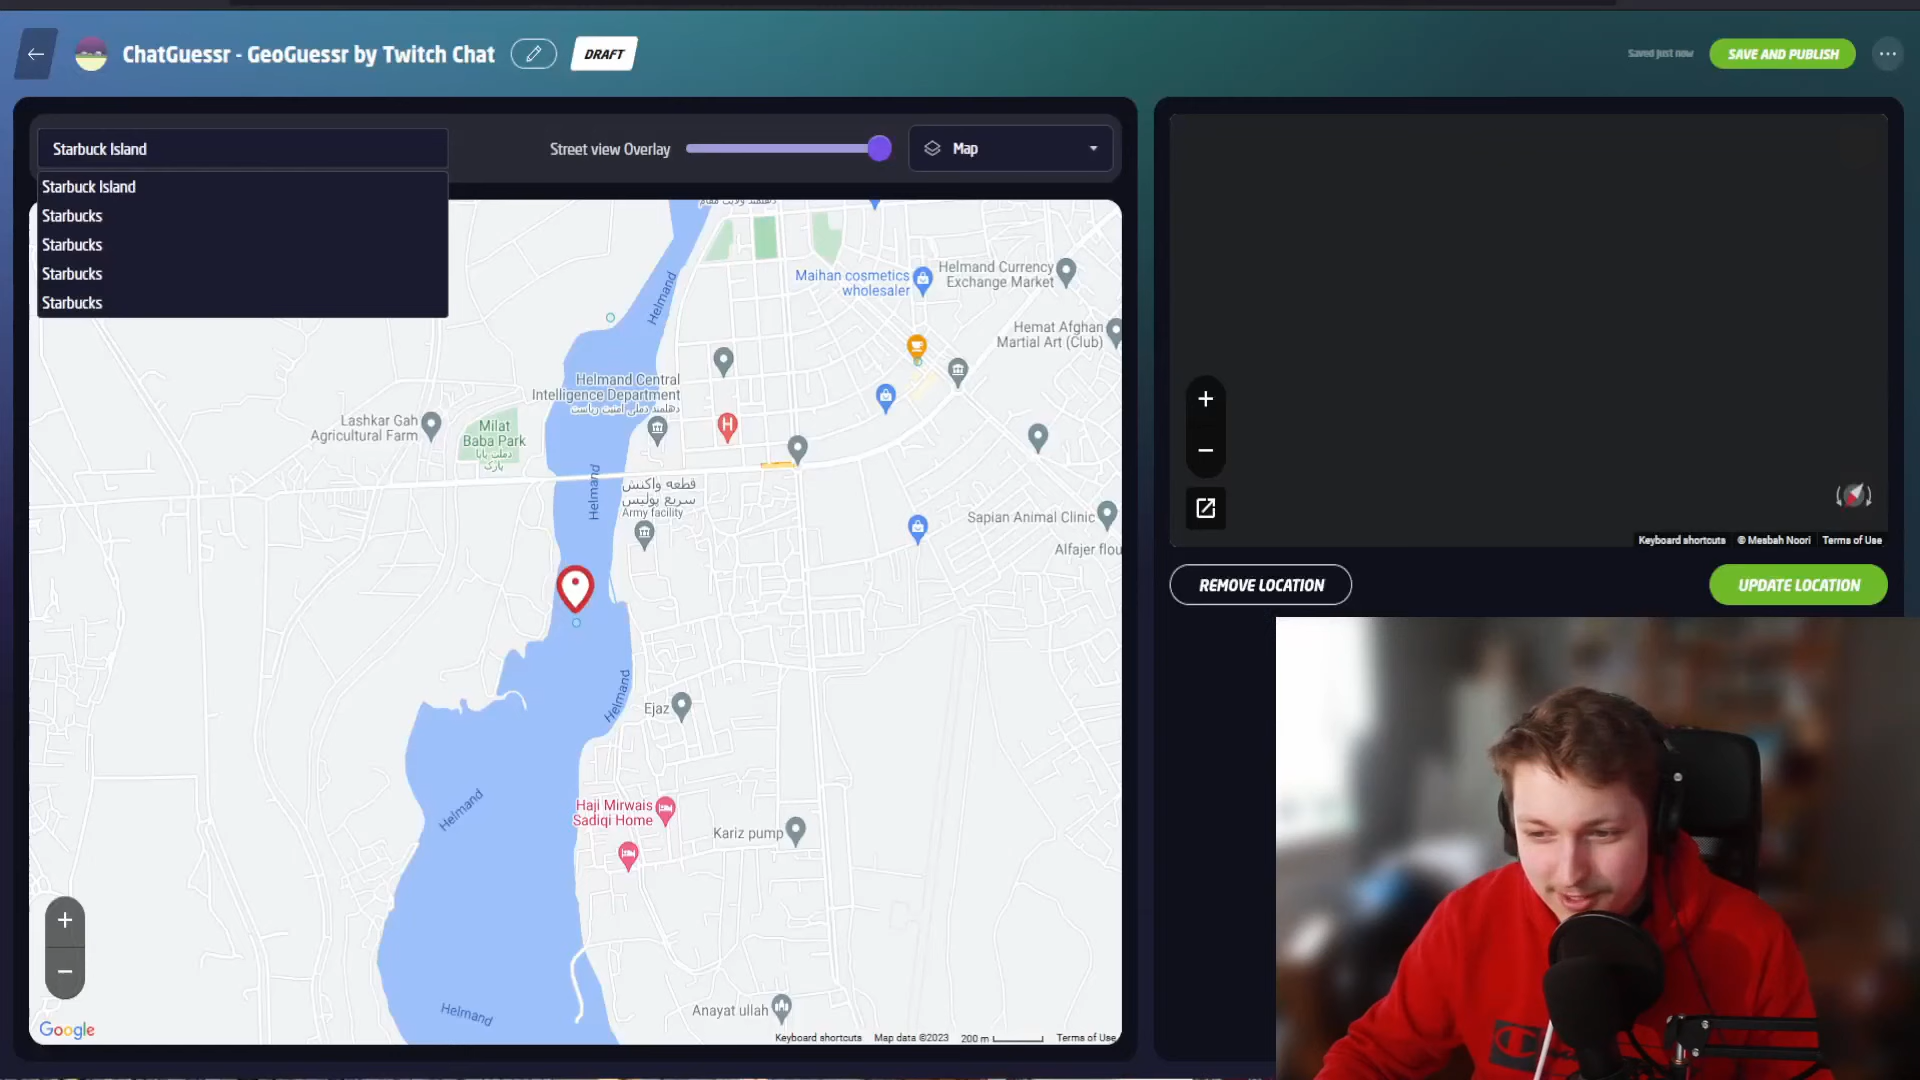 ChatGuessr - GeoGuessr by Twitch Chat
DRAFT
Saved just now
SAVE AND PUBLISH
Starbuck Island
Street view Overlay
Map
Starbuck Island
Starbucks
Starbucks
Starbucks
Starbucks
Helmand
Maihan cosmetics
wholesaler
Helmand Currency
Exchange Market
Hemat Afghan
Martial Art (Club)
Helmand Central
Intelligence Department
Lashkar Gah
Agricultural Farm
Milat
Baba Park
H
Helmand
قطعه واکنش
سریع پولیس
Army facility
Sapian Animal Clinic
Alfajer flou
Helmand
Ejaz
Helmand
Haji Mirwais
Sadiqi Home
Kariz pump
Helmand
Anayat ullah
Google
Keyboard shortcuts
Map data ©2023
200 m
Terms of Use
Keyboard shortcuts
© Mesbah Noori
Terms of Use
REMOVE LOCATION
UPDATE LOCATION